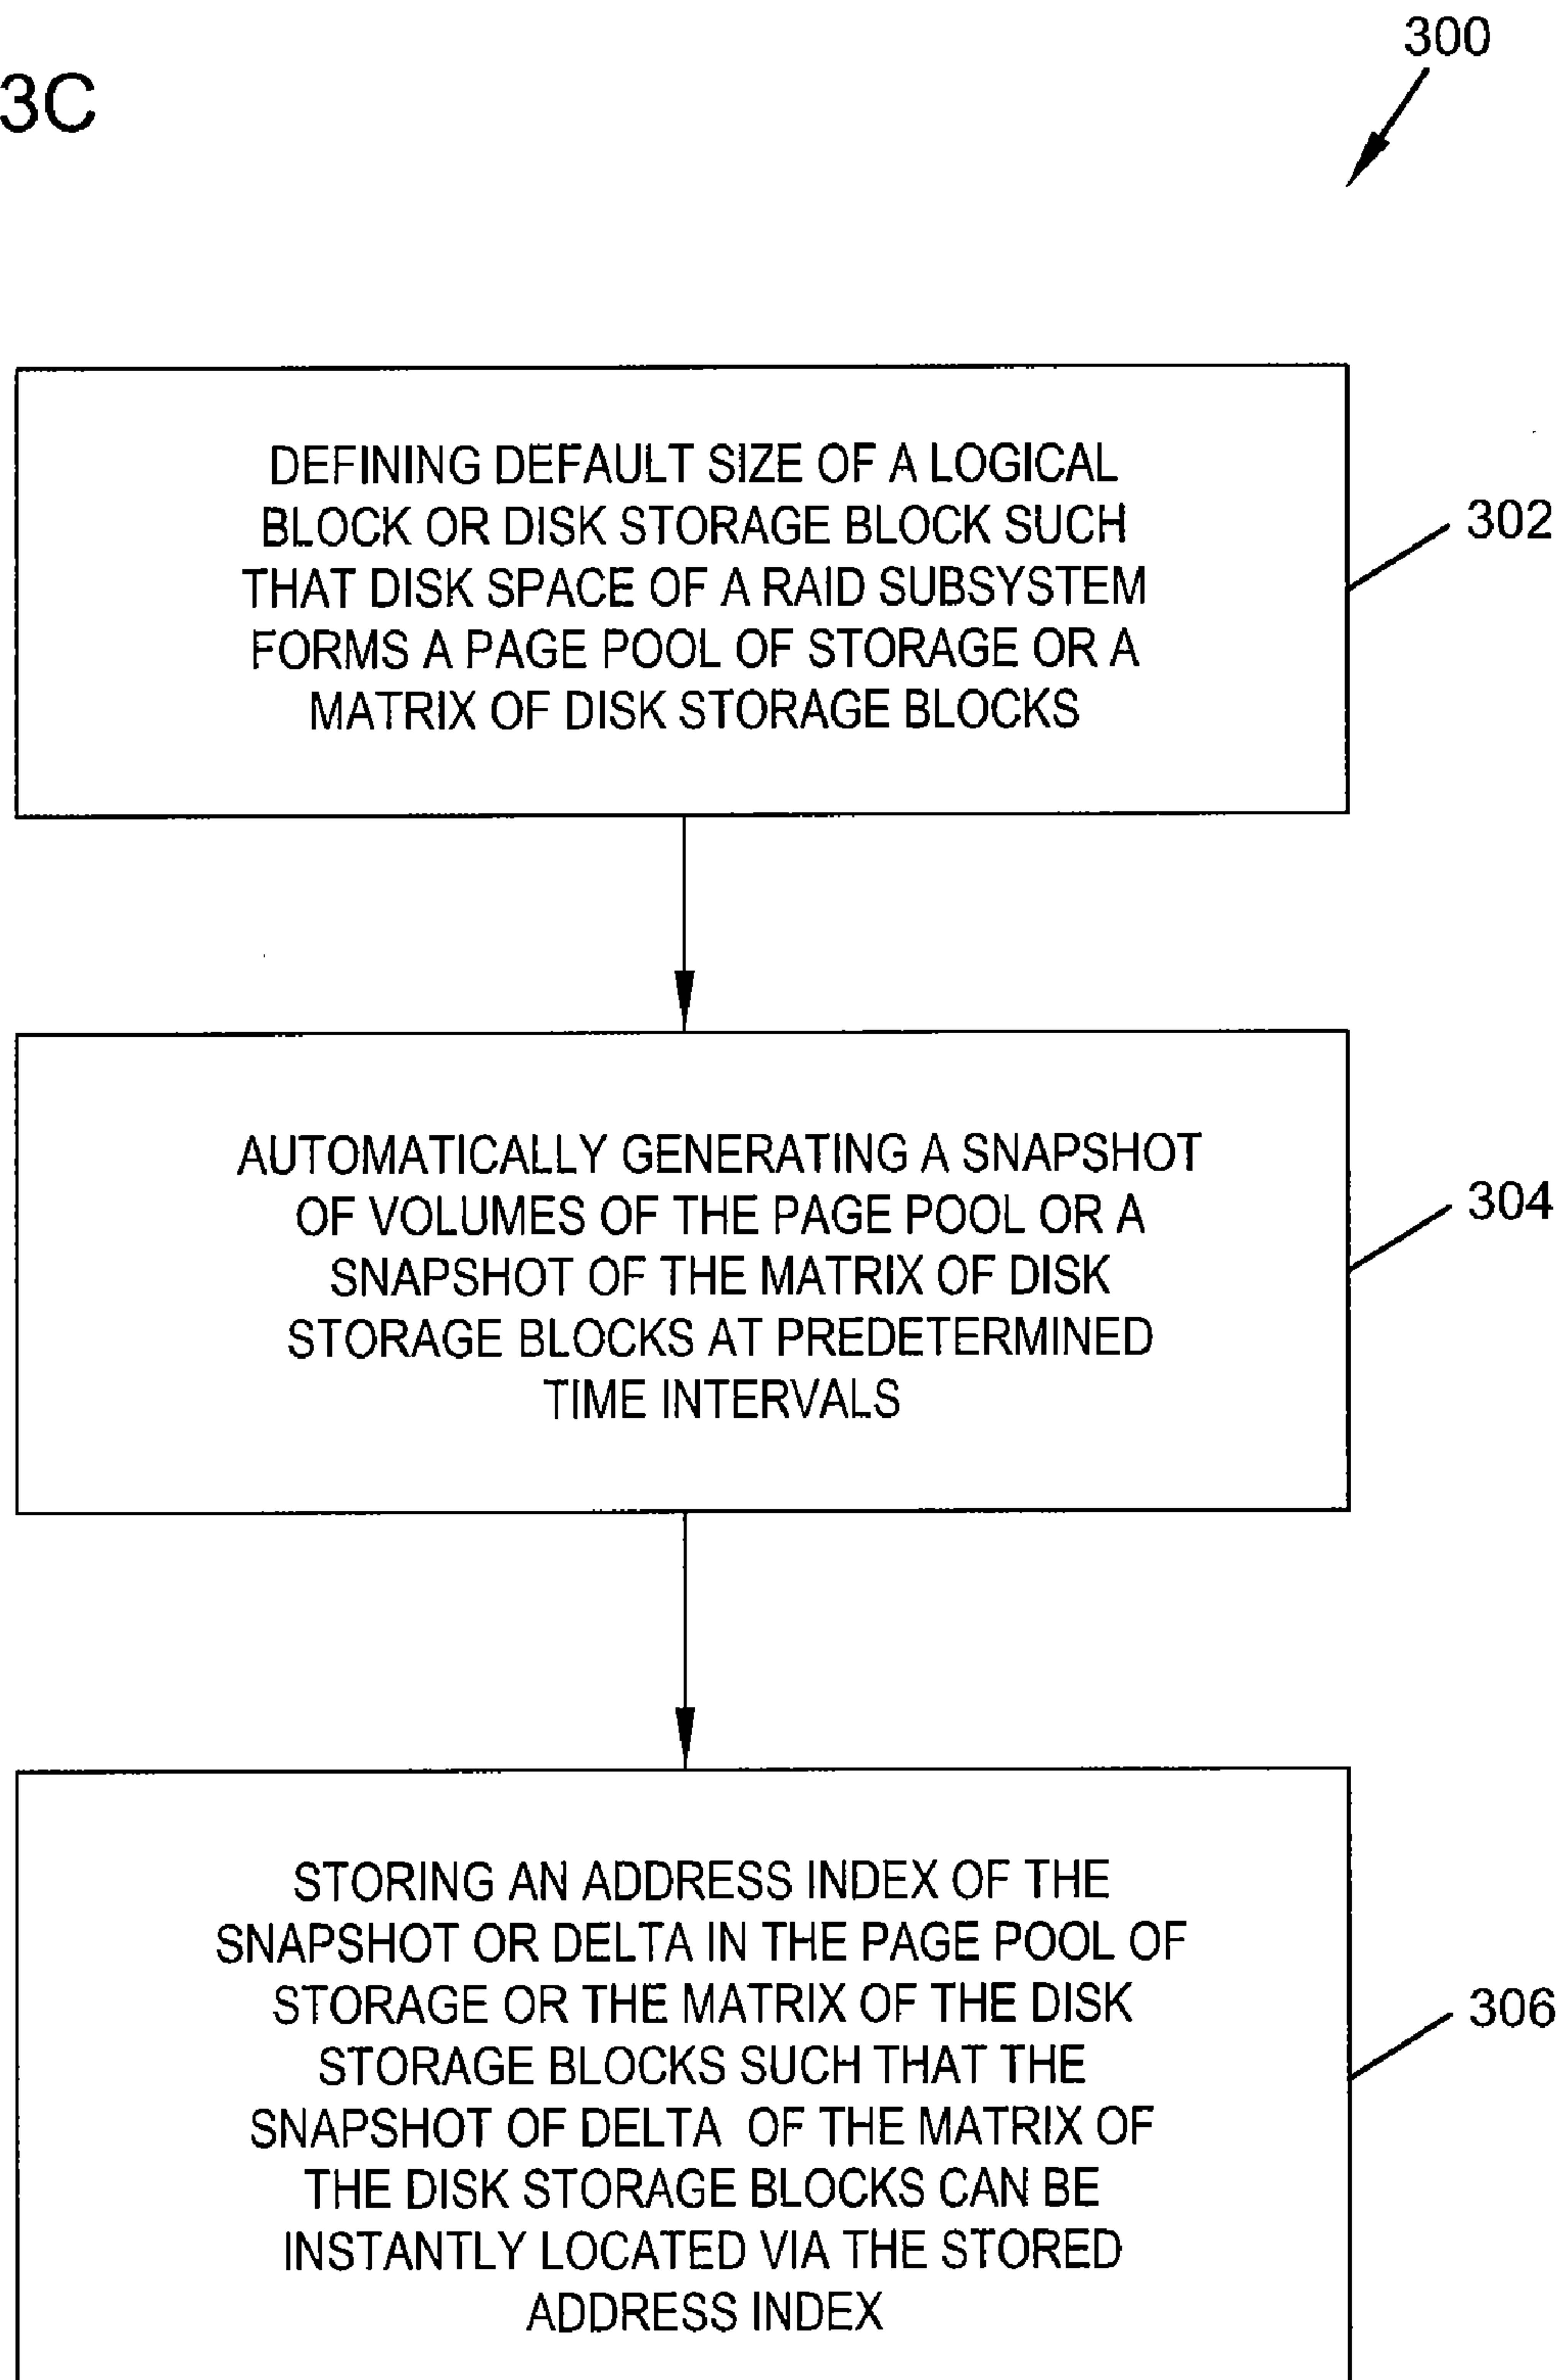 3C
300
DEFINING DEFAULT SIZE OF A LOGICAL
BLOCK OR DISK STORAGE BLOCK SUCH
THAT DISK SPACE OF A RAID SUBSYSTEM
FORMS A PAGE POOL OF STORAGE OR A
MATRIX OF DISK STORAGE BLOCKS
302
AUTOMATICALLY GENERATING A SNAPSHOT
OF VOLUMES OF THE PAGE POOL OR A
SNAPSHOT OF THE MATRIX OF DISK
STORAGE BLOCKS AT PREDETERMINED
TIME INTERVALS
304
STORING AN ADDRESS INDEX OF THE
SNAPSHOT OR DELTA IN THE PAGE POOL OF
STORAGE OR THE MATRIX OF THE DISK
STORAGE BLOCKS SUCH THAT THE
SNAPSHOT OF DELTA OF THE MATRIX OF
THE DISK STORAGE BLOCKS CAN BE
INSTANTLY LOCATED VIA THE STORED
ADDRESS INDEX
306